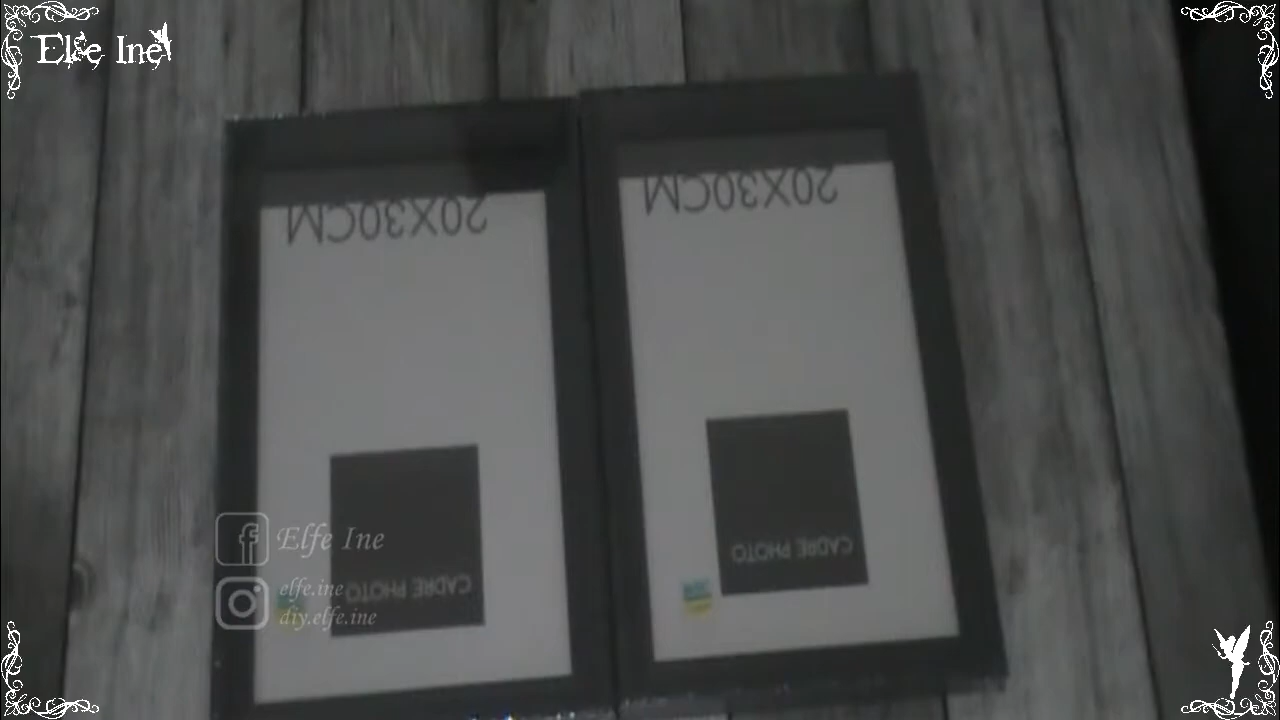 Elfe Ine
20X30CM
20X30CM
CADRE PHOTO
CADRE PHOTO
Elfe Ine
elfe.ine
diy.elfe.ine